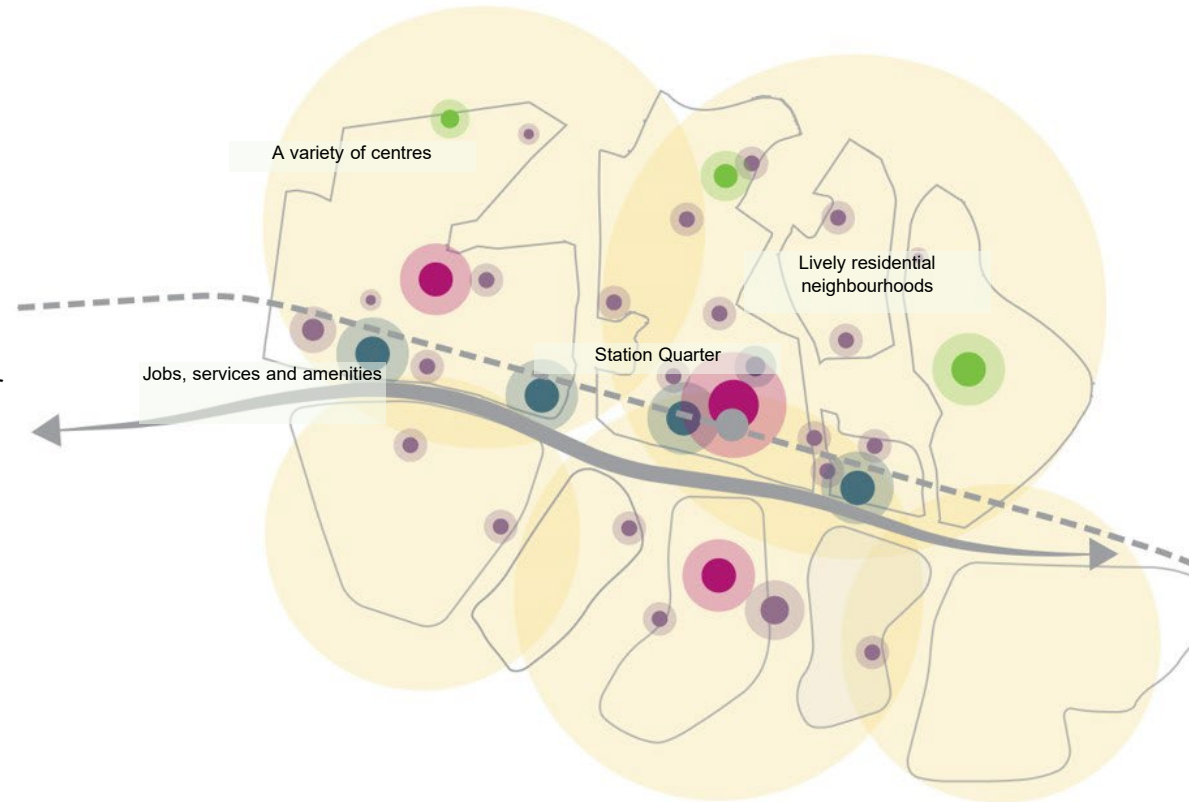 A variety of centres
Lively residential
neighbourhoods
Station Quarter
Jobs, services and amenities